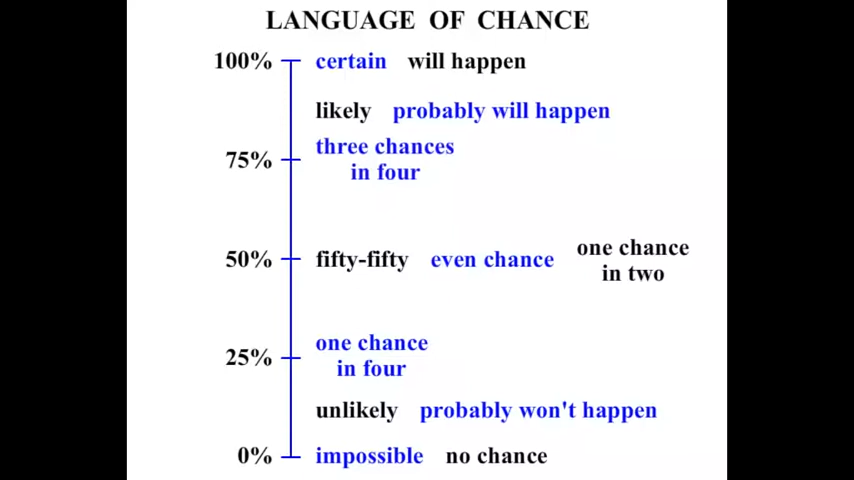 LANGUAGE OF CHANCE
100% certain will happen
likely probably will happen
75% three chances
in four
50% fifty-fifty even chance one chance
in two
25% one chance
in four
unlikely probably won't happen
0% impossible no chance